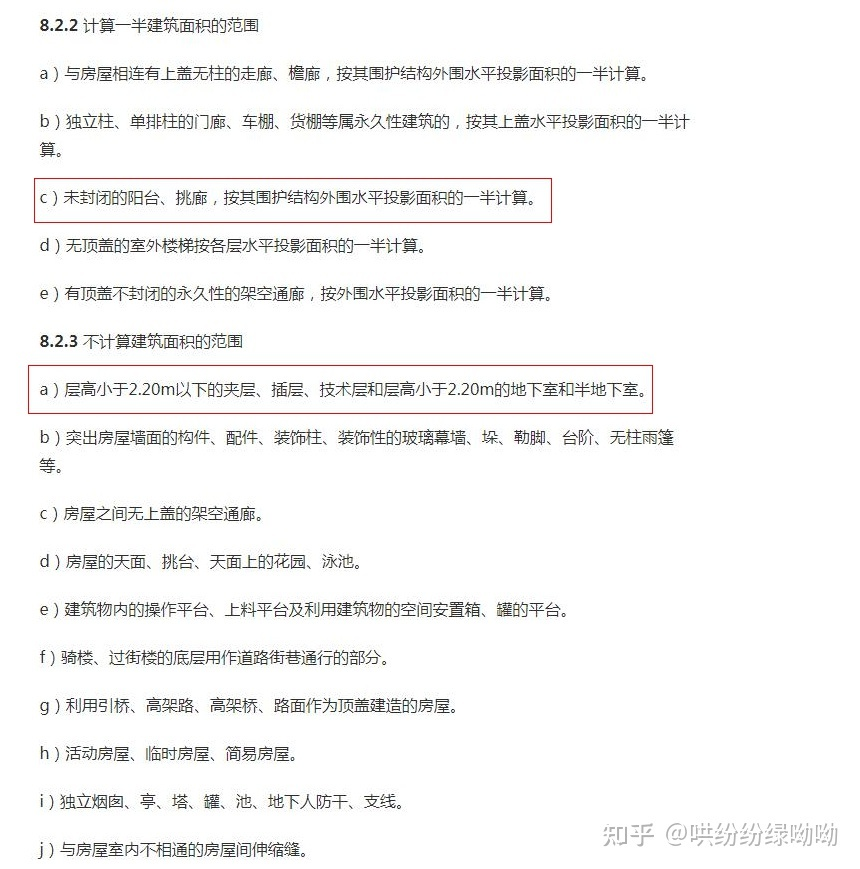 8.2.2 计算一半建筑面积的范围
a）与房屋相连有上盖无柱的走廊、檐廊，按其围护结构外围水平投影面积的一半计算。
b）独立柱、单排柱的门廊、车棚、货棚等属永久性建筑的，按其上盖水平投影面积的一半计
算。
c）未封闭的阳台、挑廊，按其围护结构外围水平投影面积的一半计算。
d）无顶盖的室外楼梯按各层水平投影面积的一半计算。
e）有顶盖不封闭的永久性的架空通廊，按外围水平投影面积的一半计算。
8.2.3 不计算建筑面积的范围
a）层高小于2.20m以下的夹层、插层、技术层和层高小于2.20m的地下室和半地下室。
b）突出房屋墙面的构件、配件、装饰柱、装饰性的玻璃幕墙、垛、勒脚、台阶、无柱雨篷
等。
c）房屋之间无上盖的架空通廊。
d）房屋的天面、挑台、天面上的花园、泳池。
e）建筑物内的操作平台、上料平台及利用建筑物的空间安置箱、罐的平台。
f）骑楼、过街楼的底层用作道路街巷通行的部分。
g）利用引桥、高架路、高架桥、路面作为顶盖建造的房屋。
h）活动房屋、临时房屋、简易房屋。
i）独立烟囱、亭、塔、罐、池、地下人防干、支线。
j）与房屋室内不相通的房屋间伸缩缝。
知乎 @哄纷纷绿呦呦